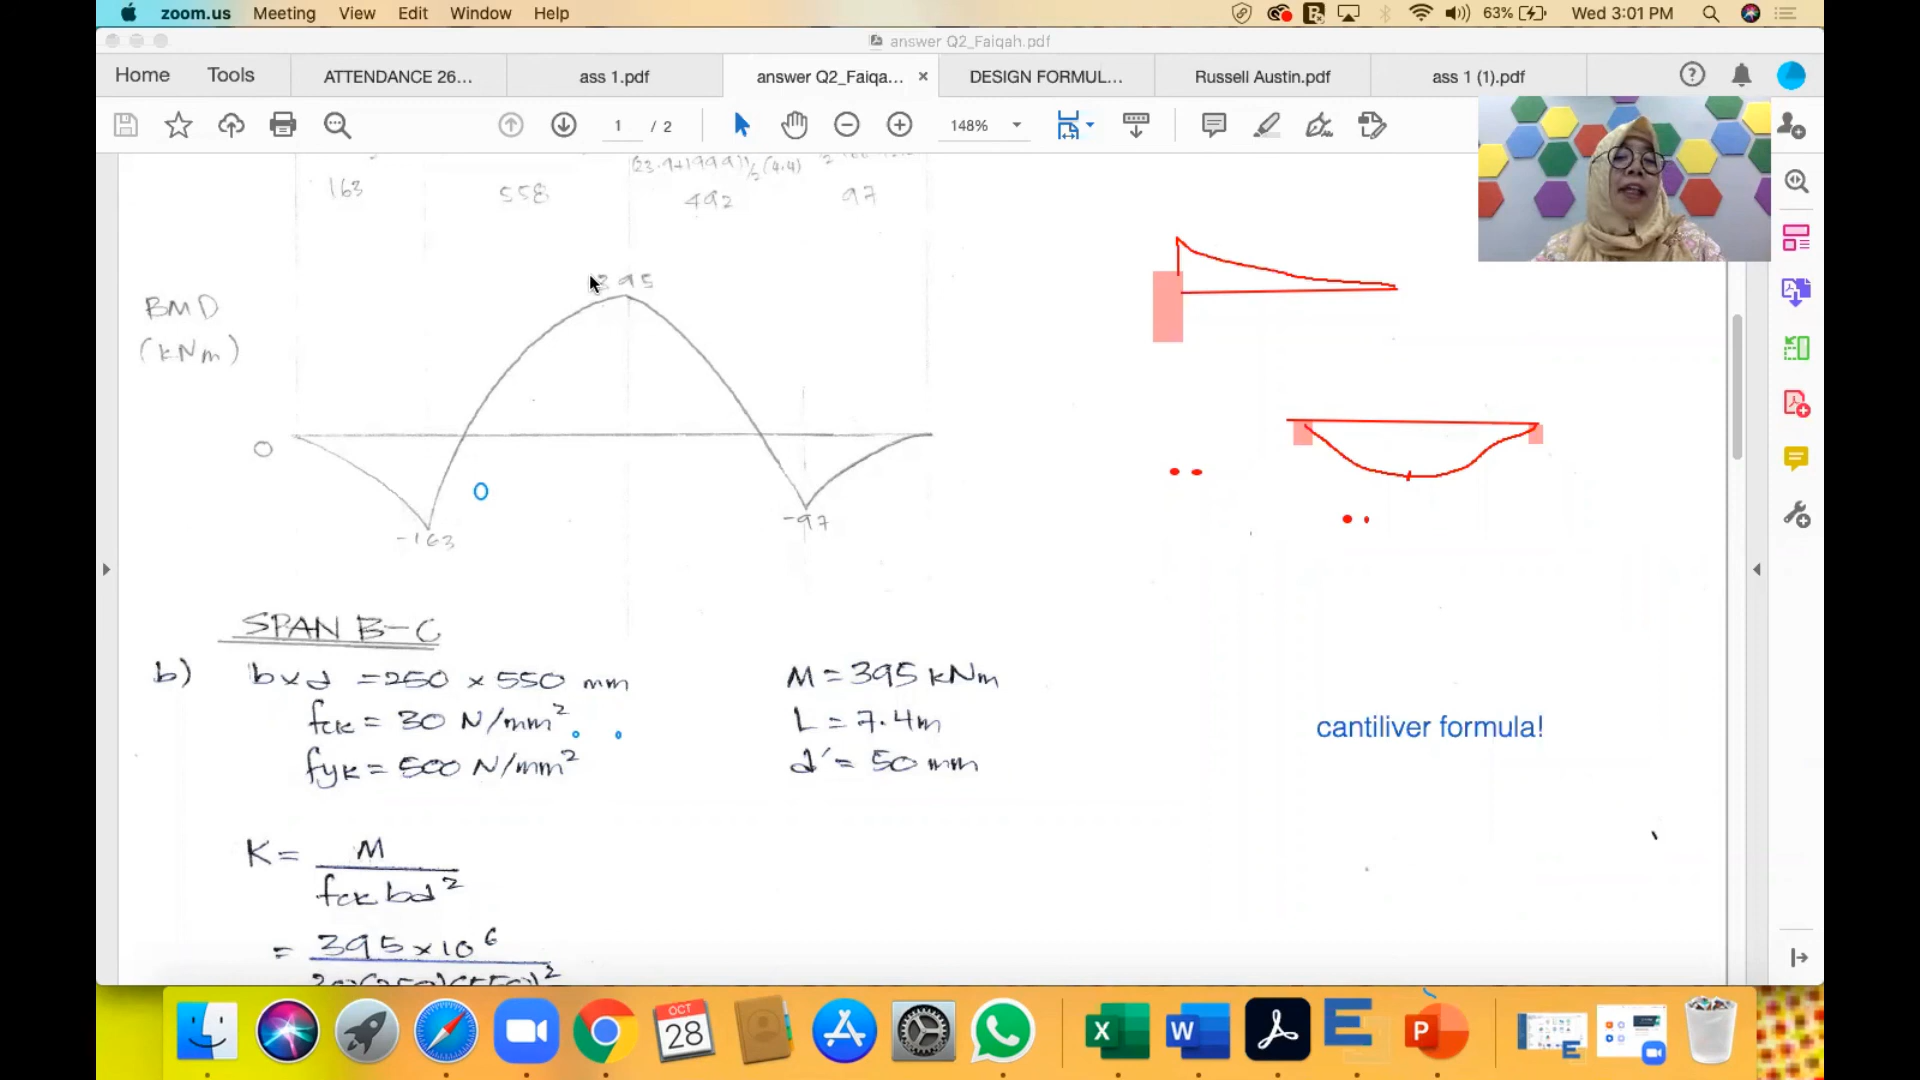 zoom.us Meeting View Edit Window Help 63% Wed 3:01 PM
answer Q2_Faiqah.pdf
Home Tools ATTENDANCE 26... ass 1.pdf answer Q2_Faiqa... × DESIGN FORMUL... Russell Austin.pdf ass 1 (1).pdf
1 / 2 148%
163 558 492 97
395
BMD
(kNm)
0
-163
-97
SPAN B-C
b) bxd = 250 x 550 mm M = 395 kNm
fck = 30 N/mm² L = 7.4m
fyk = 500 N/mm² d' = 50 mm
cantiliver formula!
K = M
fck bd²
= 395 x 10⁶
OCT
28
X W E P
E